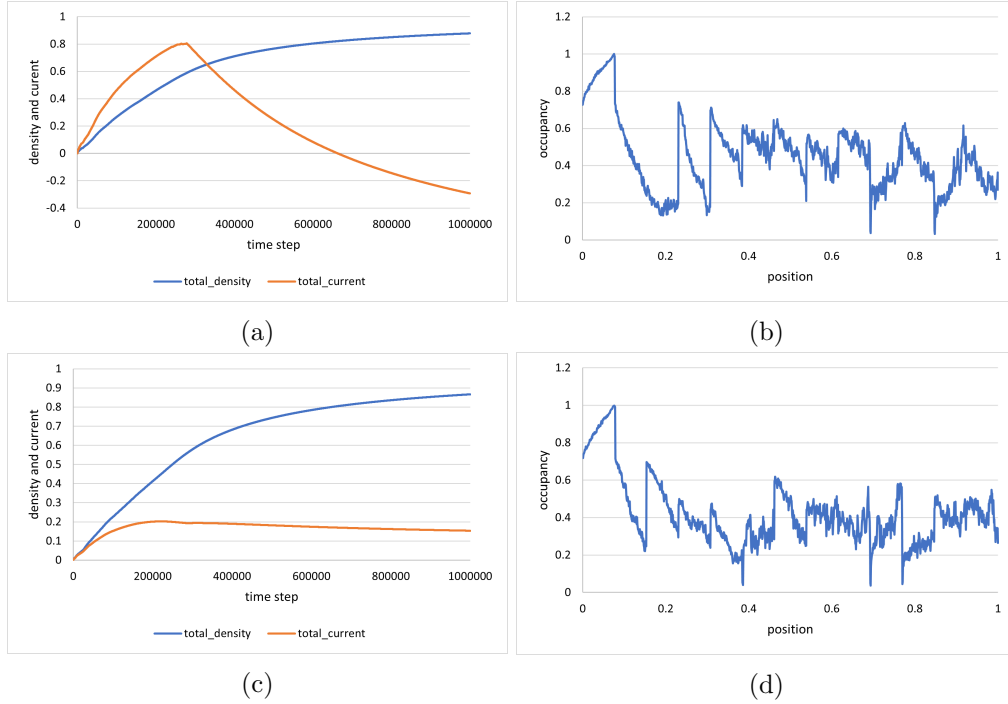 density and current
1
0.8
0.6
0.4
0.2
0
-0.2
-0.4
0 200000 400000 600000 800000 1000000
time step
total_density total_current
(a)
occupancy
1.2
1
0.8
0.6
0.4
0.2
0
0 0.2 0.4 0.6 0.8 1
position
(b)
density and current
1
0.9
0.8
0.7
0.6
0.5
0.4
0.3
0.2
0.1
0
0 200000 400000 600000 800000 1000000
time step
total_density total_current
(c)
occupancy
1.2
1
0.8
0.6
0.4
0.2
0
0 0.2 0.4 0.6 0.8 1
position
(d)